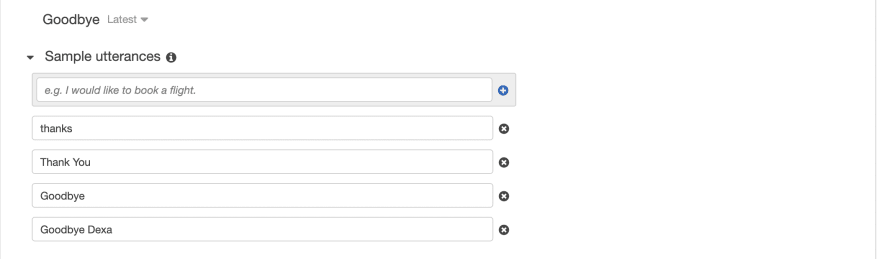 Goodbye Latest
Sample utterances
e.g. I would like to book a flight.
thanks
Thank You
Goodbye
Goodbye Dexa